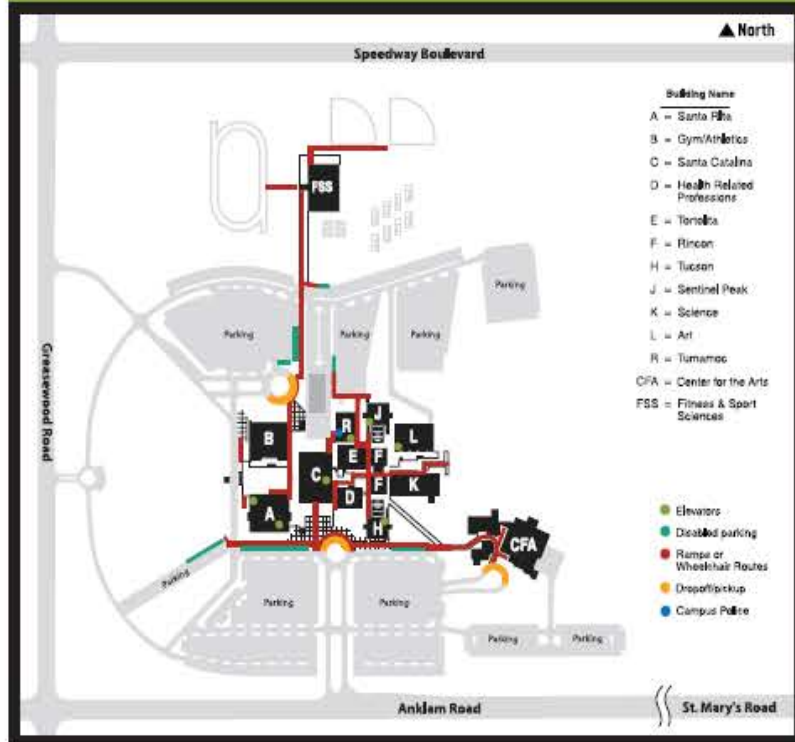 North
Speedway Boulevard
Building Name
A = Santa Rita
B = Gym/Athletics
C = Santa Catalina
D = Health Related
Professions
E = Tortolita
F = Rincon
H = Tucson
J = Sentinel Peak
K = Science
L = Art
R = Tumamoc
CFA = Center for the Arts
FSS = Fitness & Sport
Sciences
FSS
Parking
Parking
Parking
Parking
Greasewood Road
B
R
J
L
E
F
C
F
K
D
A
H
CFA
Elevators
Disabled parking
Ramps or
Wheelchair Routes
Dropoff/pickup
Campus Police
Parking
Parking
Parking
Parking
Parking
Anklam Road
St. Mary's Road